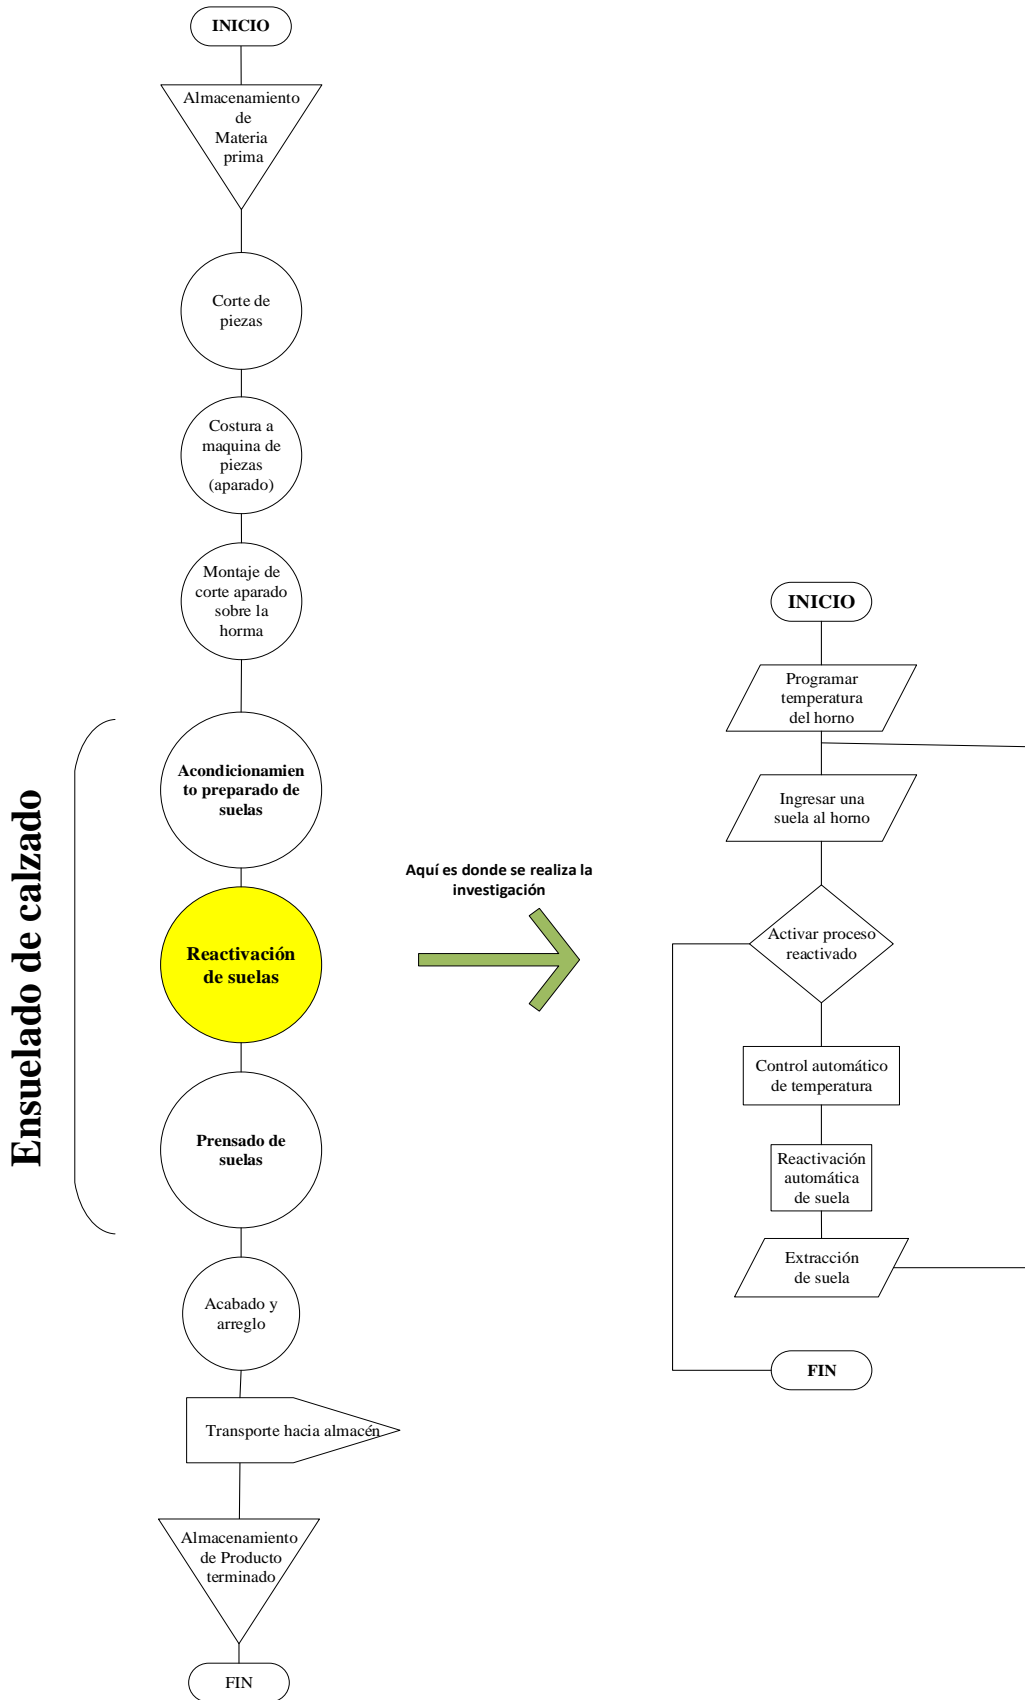 INICIO
Almacenamiento
de
Materia
prima
Corte de
piezas
Costura a
maquina de
piezas
(aparado)
Montaje de
corte aparado
sobre la
horma
Ensuelado de calzado
Acondicionamien
to preparado de
suelas
Reactivación
de suelas
Prensado de
suelas
Acabado y
arreglo
Transporte hacia almacén
Almacenamiento
de Producto
terminado
FIN
Aquí es donde se realiza la
investigación
INICIO
Programar
temperatura
del horno
Ingresar una
suela al horno
Activar proceso
reactivado
Control automático
de temperatura
Reactivación
automática
de suela
Extracción
de suela
FIN